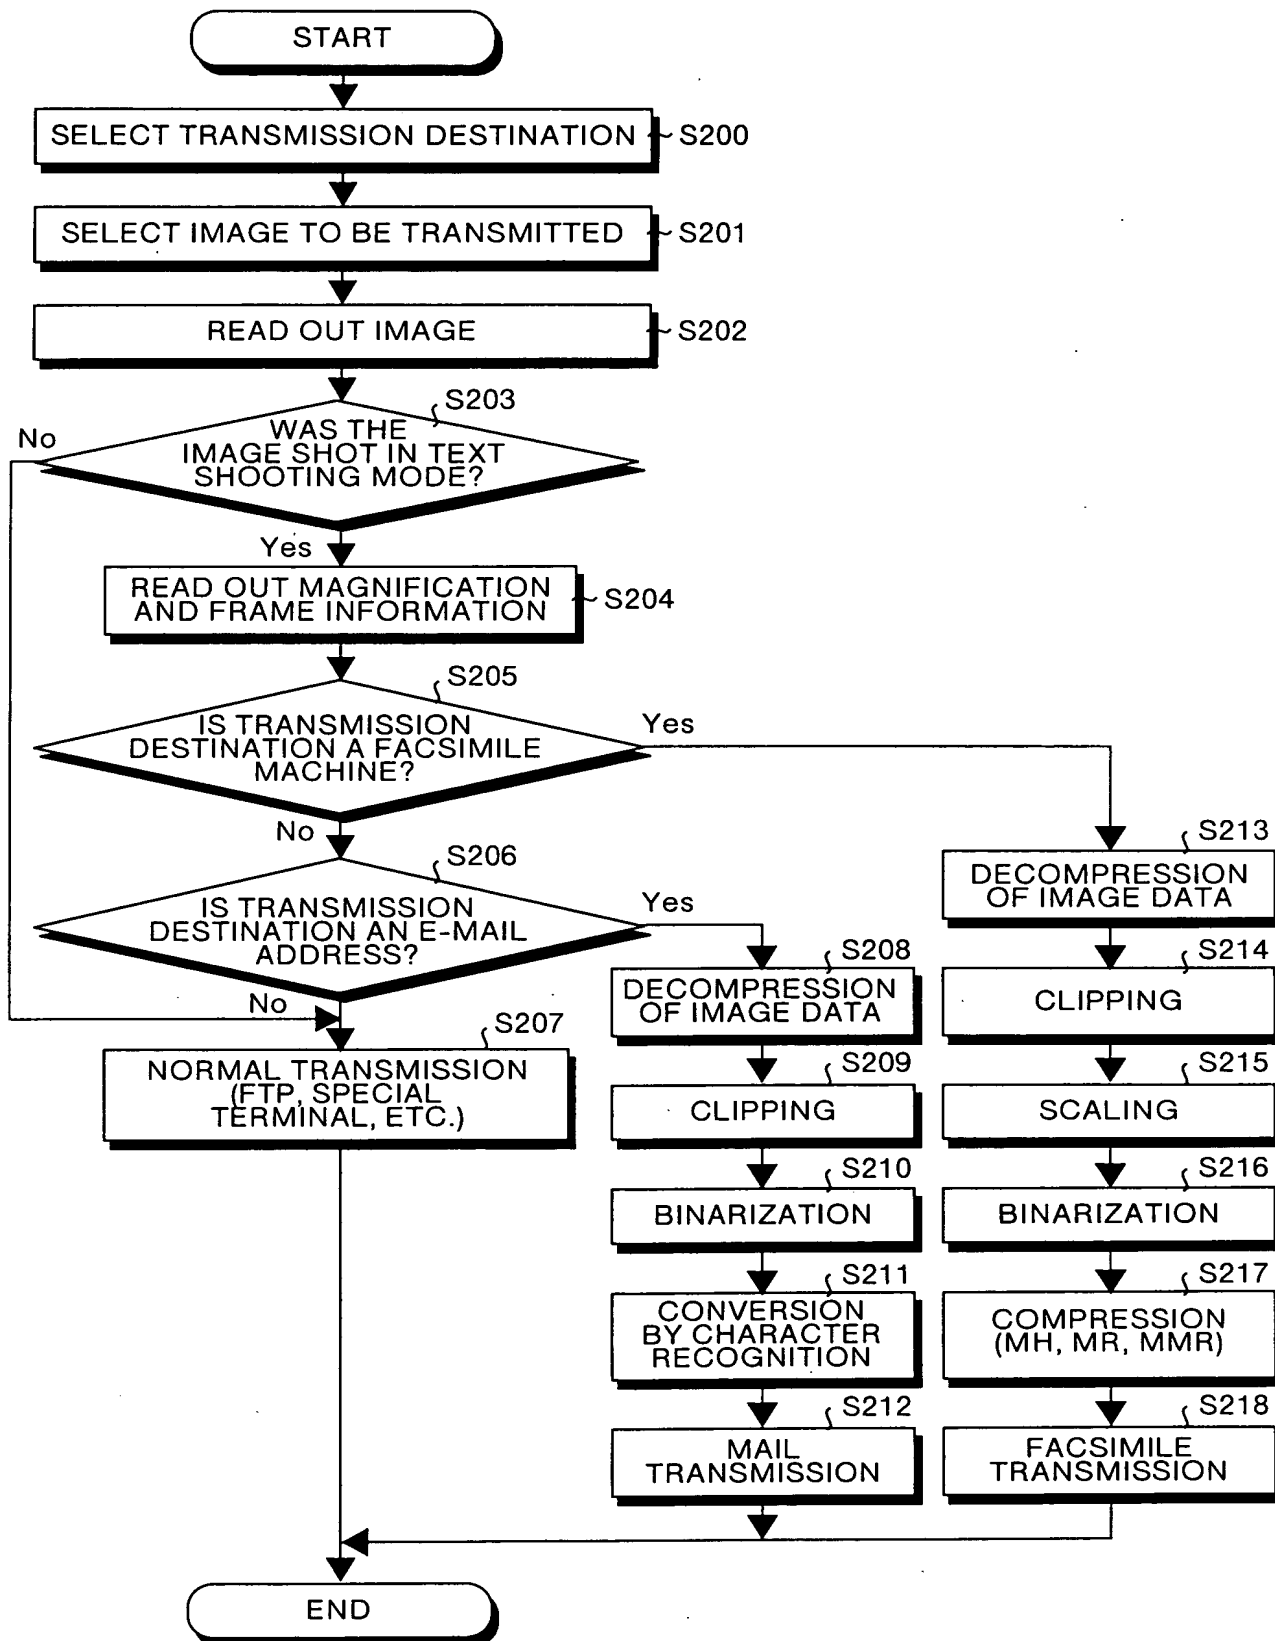 START
SELECT TRANSMISSION DESTINATION
S200
SELECT IMAGE TO BE TRANSMITTED
S201
READ OUT IMAGE
S202
S203
No
WAS THE
IMAGE SHOT IN TEXT
SHOOTING MODE?
Yes
READ OUT MAGNIFICATION
AND FRAME INFORMATION
S204
S205
IS TRANSMISSION
DESTINATION A FACSIMILE
MACHINE?
Yes
No
S206
IS TRANSMISSION
DESTINATION AN E-MAIL
ADDRESS?
Yes
No
S207
NORMAL TRANSMISSION
(FTP, SPECIAL
TERMINAL, ETC.)
S208
DECOMPRESSION
OF IMAGE DATA
S209
CLIPPING
S210
BINARIZATION
S211
CONVERSION
BY CHARACTER
RECOGNITION
S212
MAIL
TRANSMISSION
S213
DECOMPRESSION
OF IMAGE DATA
S214
CLIPPING
S215
SCALING
S216
BINARIZATION
S217
COMPRESSION
(MH, MR, MMR)
S218
FACSIMILE
TRANSMISSION
END